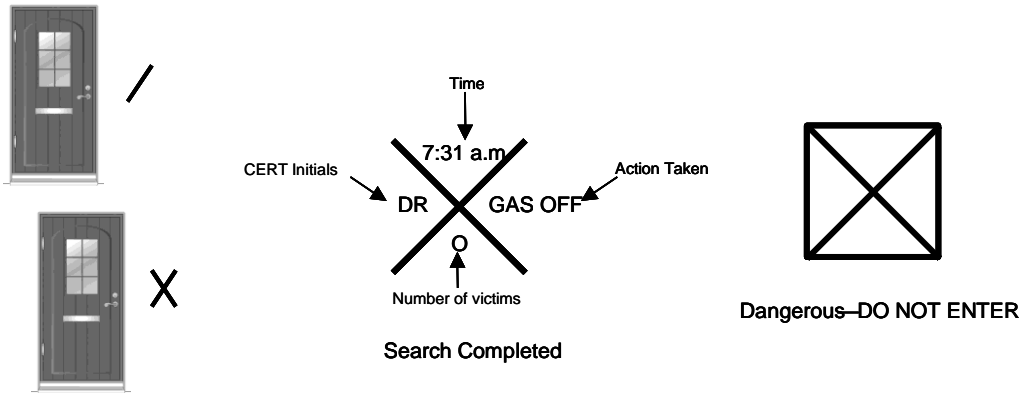 Time
7:31 a.m
CERT Initials
Action Taken
DR
GAS OFF
O
Number of victims
Search Completed
Dangerous–DO NOT ENTER